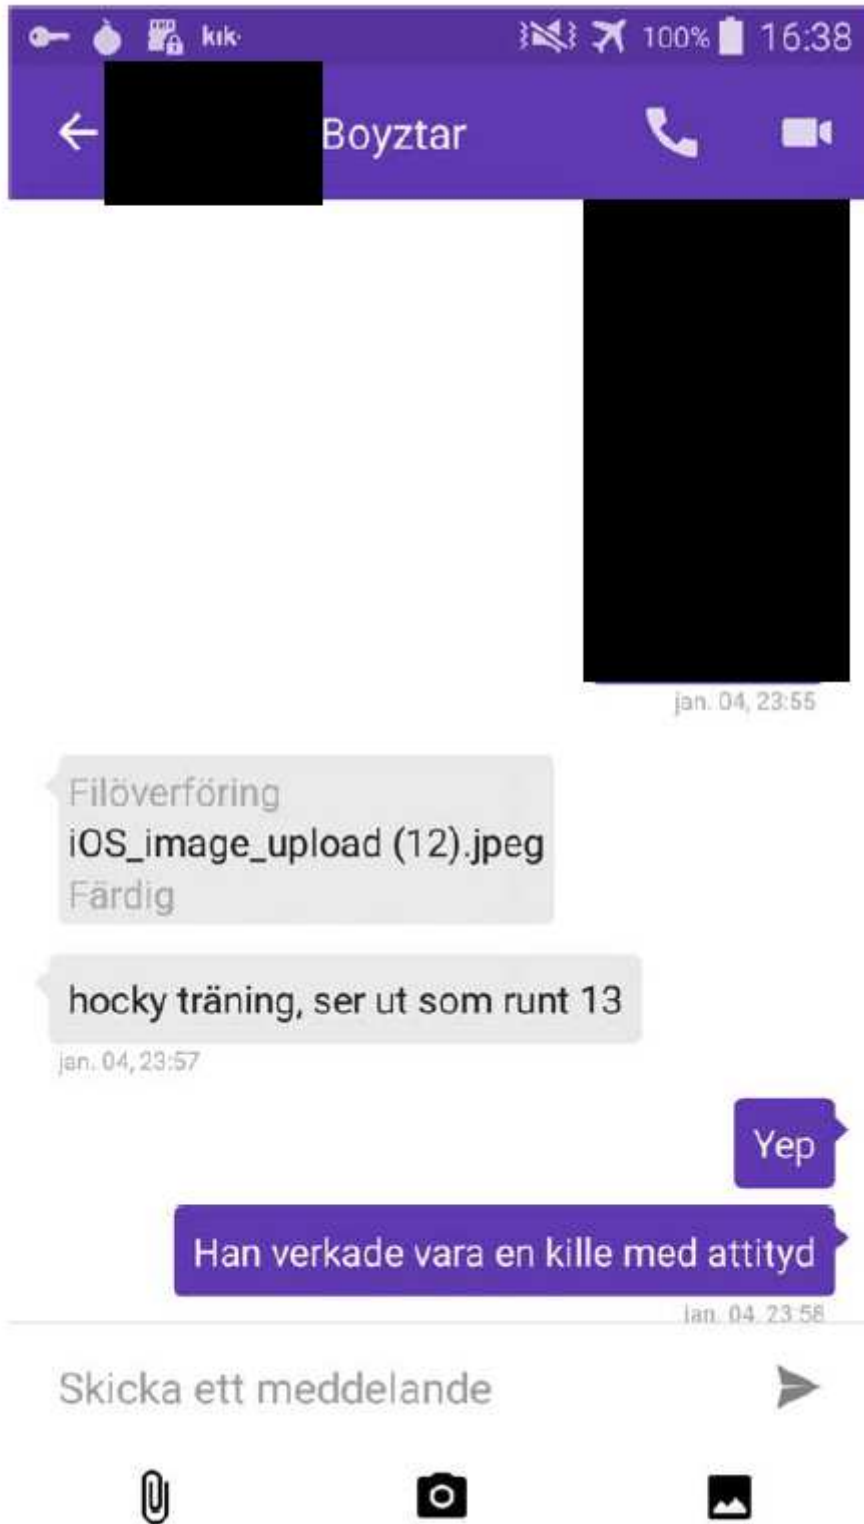 kik
100%
16:38
Boyztar
jan. 04, 23:55
Filöverföring
iOS_image_upload (12).jpeg
Färdig
hocky träning, ser ut som runt 13
jan. 04, 23:57
Yep
Han verkade vara en kille med attityd
jan. 04, 23:58
Skicka ett meddelande